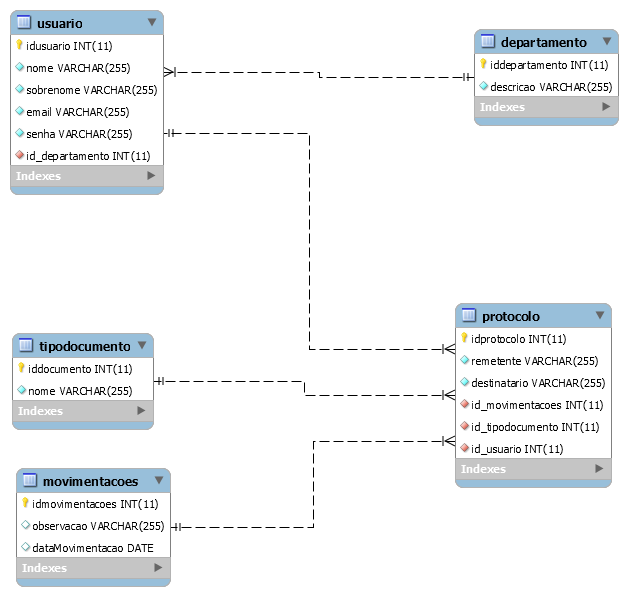 usuario
idusuario INT(11)
nome VARCHAR(255)
sobrenome VARCHAR(255)
email VARCHAR(255)
senha VARCHAR(255)
id_departamento INT(11)
Indexes
departamento
iddepartamento INT(11)
descricao VARCHAR(255)
Indexes
tipodocumento
iddocumento INT(11)
nome VARCHAR(255)
Indexes
protocolo
idprotocolo INT(11)
remetente VARCHAR(255)
destinatario VARCHAR(255)
id_movimentacoes INT(11)
id_tipodocumento INT(11)
id_usuario INT(11)
Indexes
movimentacoes
idmovimentacoes INT(11)
observacao VARCHAR(255)
dataMovimentacao DATE
Indexes